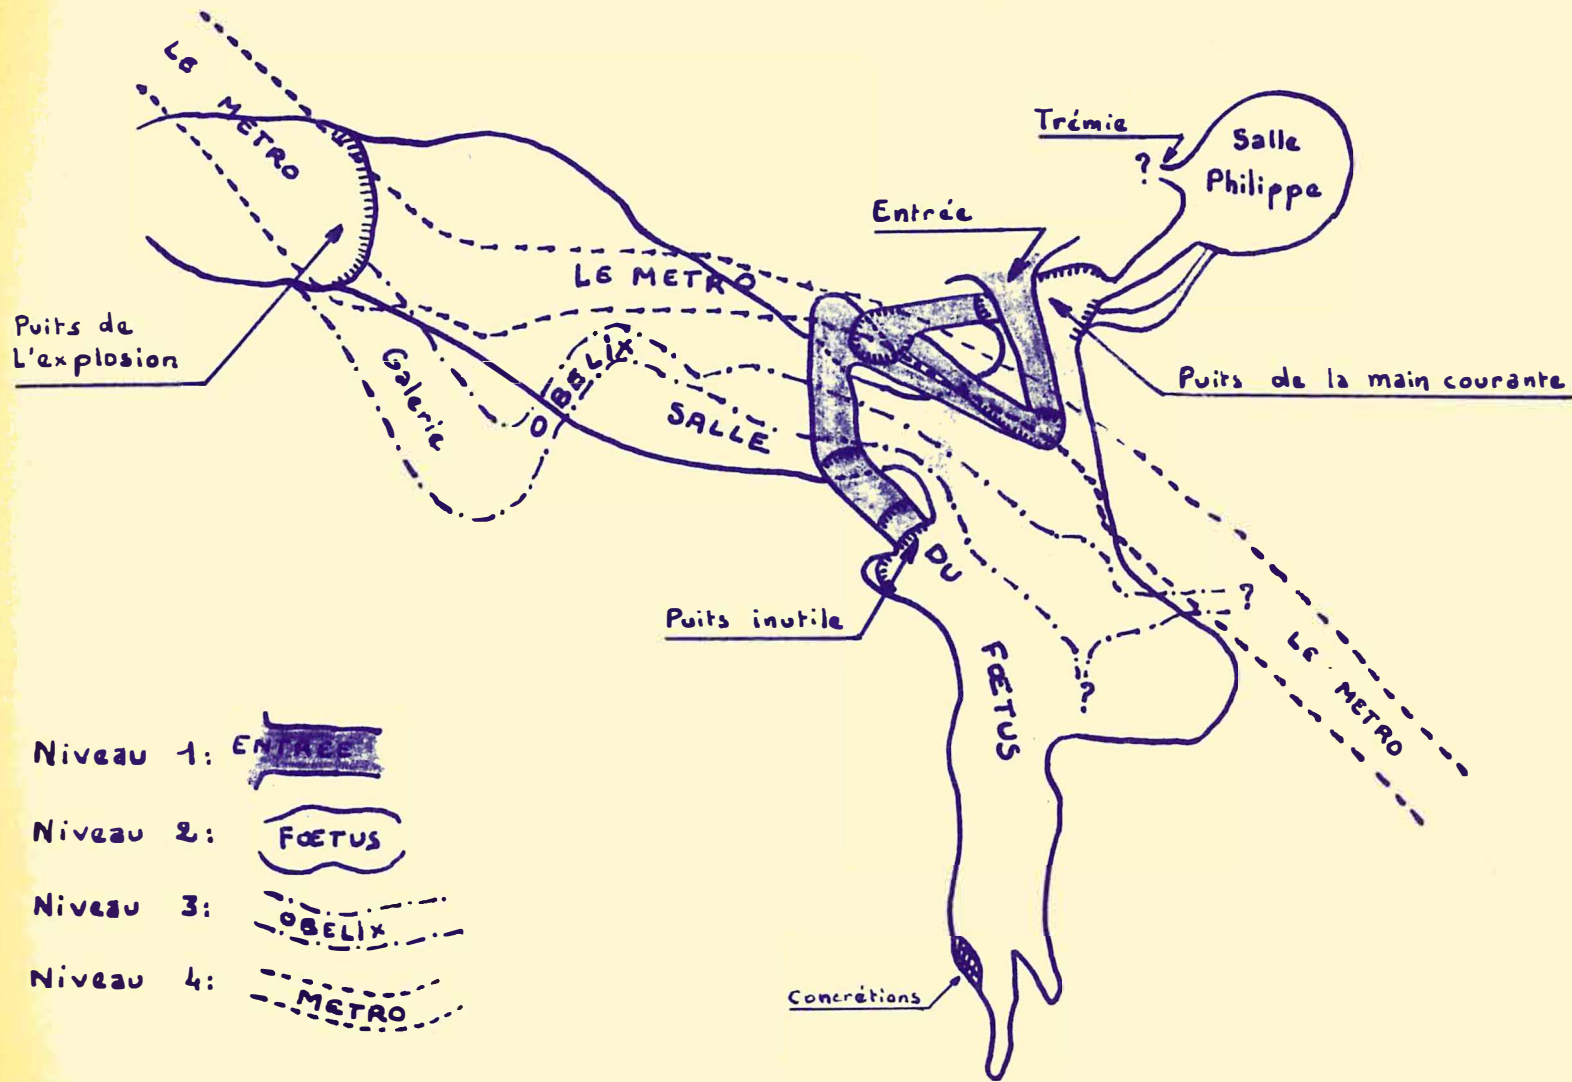 LE
METRO
Trémie
?
Salle
Philippe
Entrée
LE METRO
Puits de
L'explosion
Galerie
OBELIX
SALLE
Puits de la main courante
DU
?
Puits inutile
FŒTUS
?
LE METRO
Niveau 1: ENTRÉE
Niveau 2: FŒTUS
Niveau 3: OBELIX
Niveau 4: METRO
Concrétions